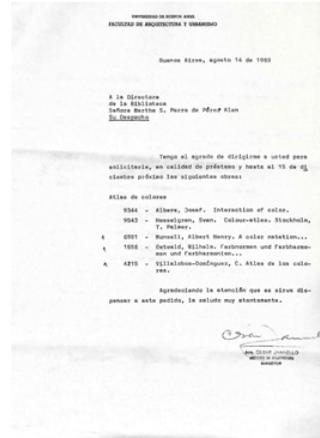 UNIVERSIDAD DE BUENOS AIRES
FACULTAD DE ARQUITECTURA Y URBANISMO
Buenos Aires, agosto 14 de 1969
A la Directora
de la Biblioteca
Señora Bertha S. Parra de Pérez Alen
Su Despacho
Tengo el agrado de dirigirme a usted para
solicitarle, en calidad de préstamo y hasta el 15 de di
ciembre próximo las siguientes obras:
Atlas de colores
9344 - Albers, Josef. Interaction of color.
9543 - Hesselgren, Sven. Colour-atlas. Stockholm,
T. Palmer.
6981 - Munsell, Albert Henry. A color notation...
1558 - Ostwald, Wilhelm. Farbnormen und Farbharmo-
nien und Farbharmonien...
4215 - Villalobos-Domínguez, C. Atlas de los colo-
res.
Agradeciendo la atención que se sirva dis-
pensar a este pedido, la saludo muy atentamente.
Arq. CESAR JANNELLO